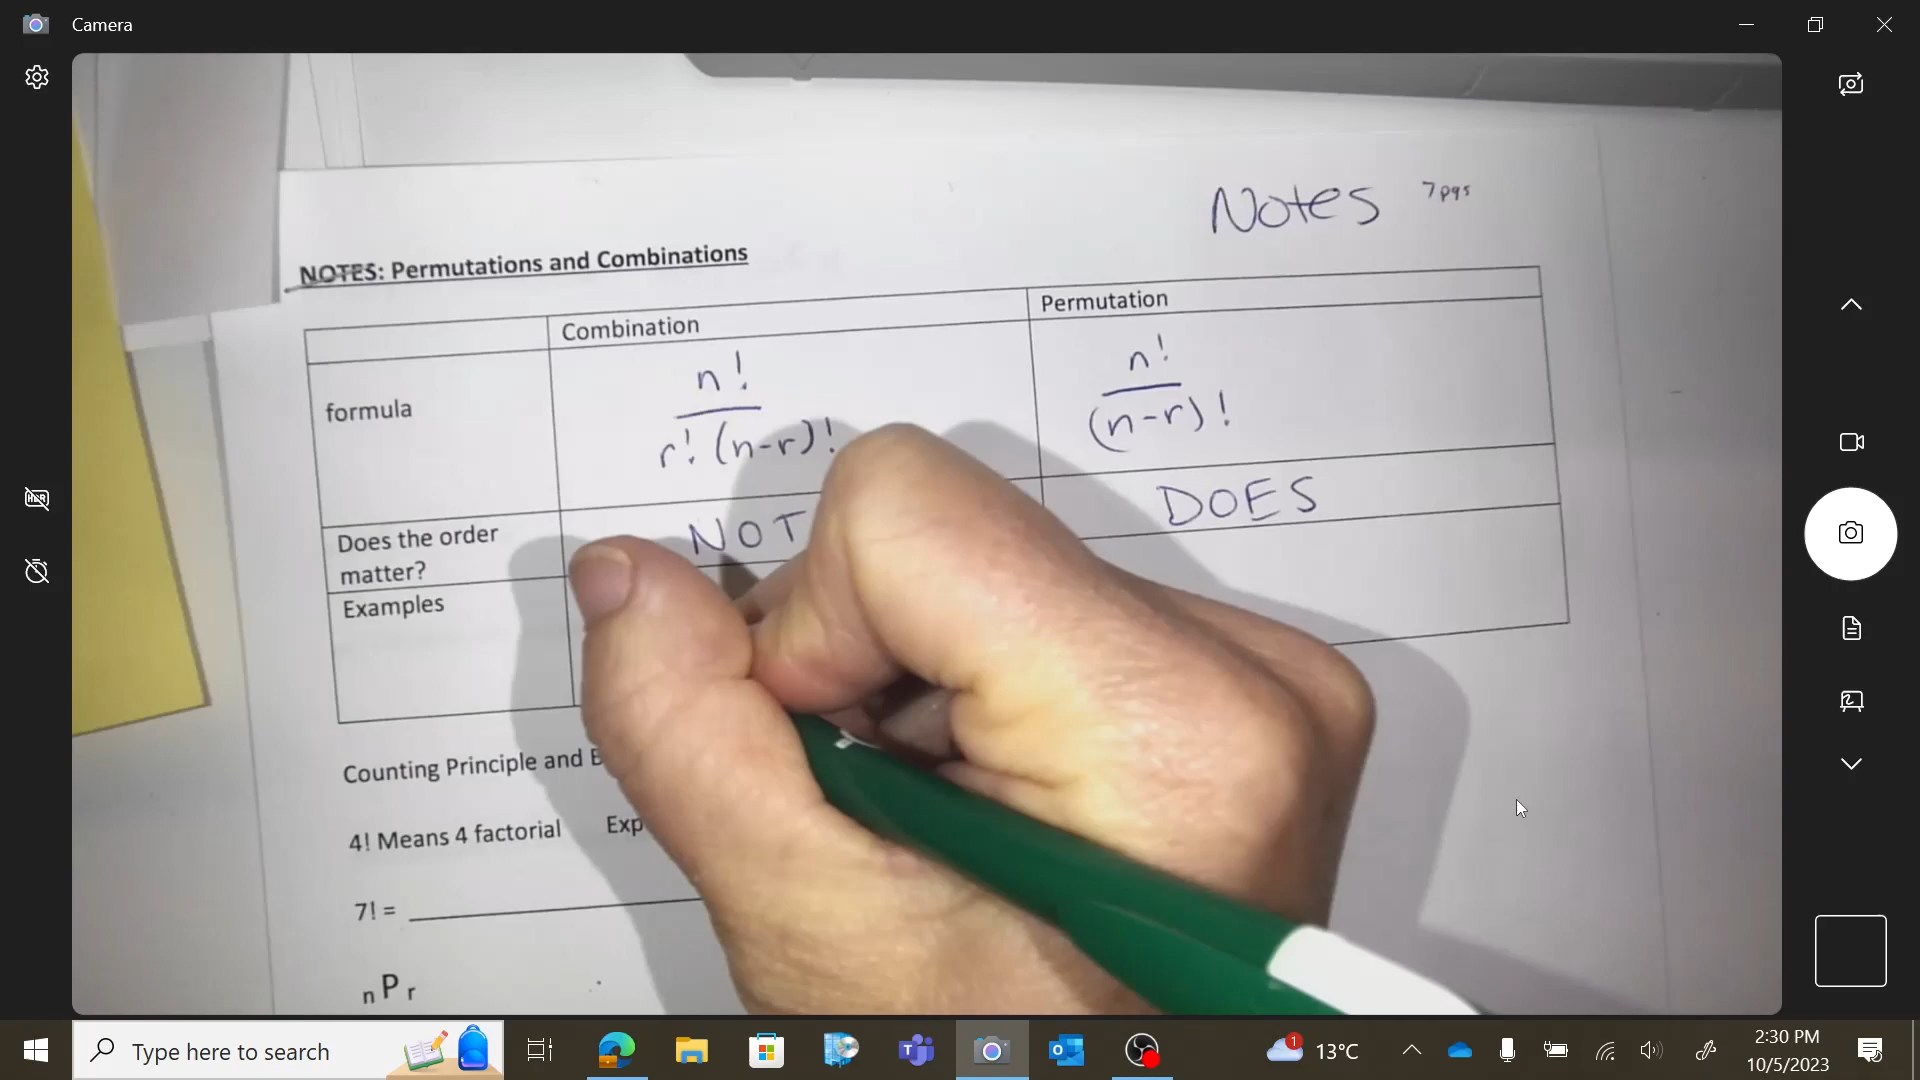 Camera
Notes 7pgs
NOTES: Permutations and Combinations
Combination
Permutation
formula
n!
r! (n-r)!
n!
(n-r)!
Does the order
matter?
NOT
DOES
Examples
Counting Principle and
4! Means 4 factorial Exp
7! =
nPr
Type here to search
1
13°C
2:30 PM
10/5/2023